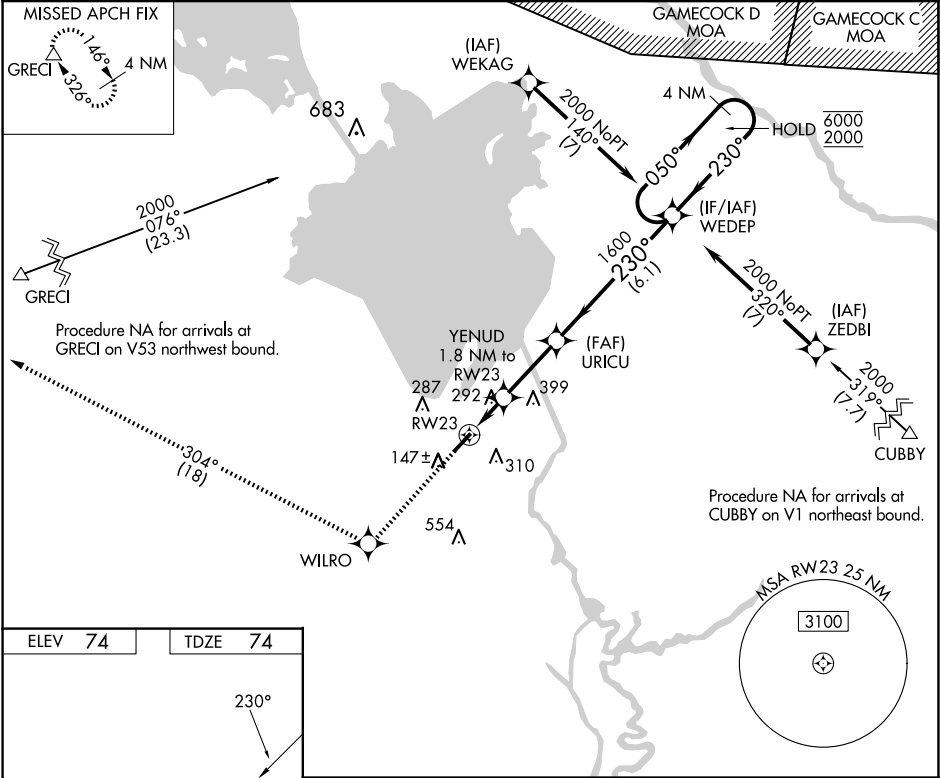 MISSED APCH FIX
GRECI
146°
326°
4 NM
683
(IAF)
WEKAG
2000 NoPT
140°
(7)
GAMECOCK D
MOA
GAMECOCK C
MOA
4 NM
HOLD
6000
2000
050°
230°
(IF/IAF)
WEDEP
2000
076°
(23.3)
GRECI
Procedure NA for arrivals at
GRECI on V53 northwest bound.
1600
230°
(6.1)
2000 NoPT
320°
(7)
(IAF)
ZEDBI
2000
319°
(7.7)
CUBBY
YENUD
1.8 NM to
RW23
(FAF)
URICU
287
292
399
RW23
147±
310
554
304°
(18)
WILRO
Procedure NA for arrivals at
CUBBY on V1 northeast bound.
MSA RW23 25 NM
3100
ELEV 74
TDZE 74
230°